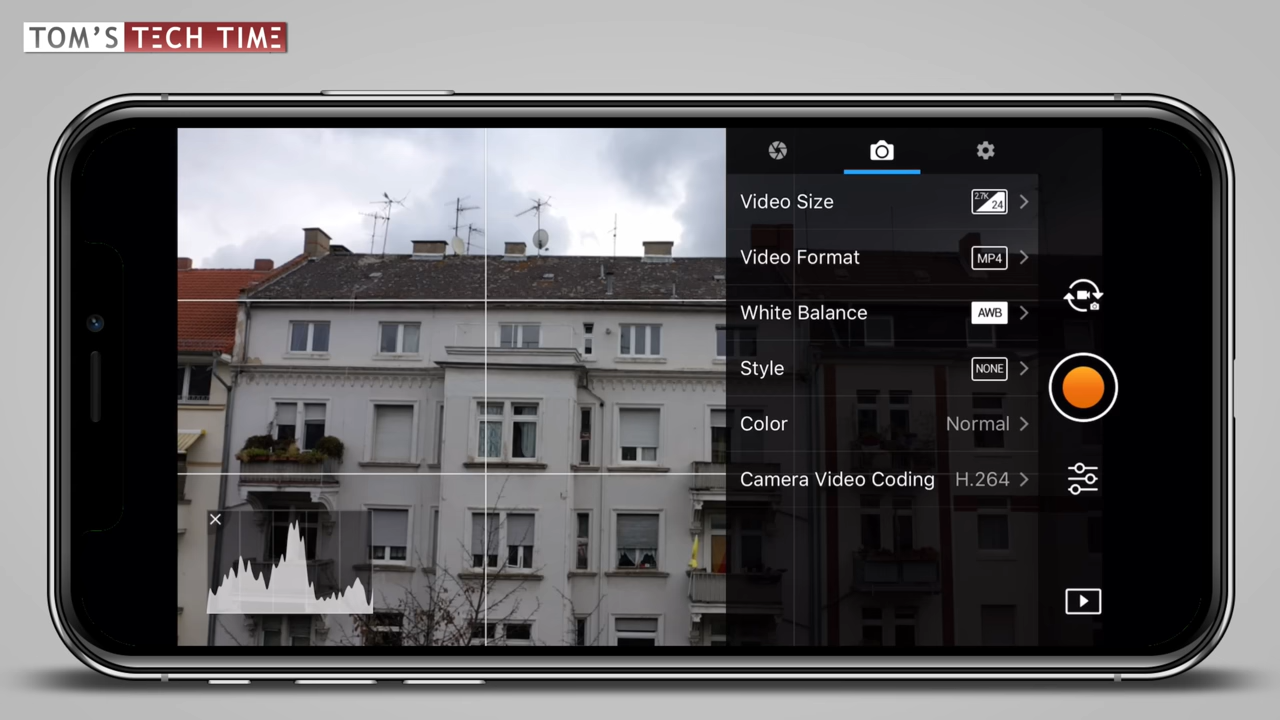 TOM'S TECH TIME
Video Size 2.7K 24
Video Format MP4
White Balance AWB
Style NONE
Color Normal
Camera Video Coding H.264